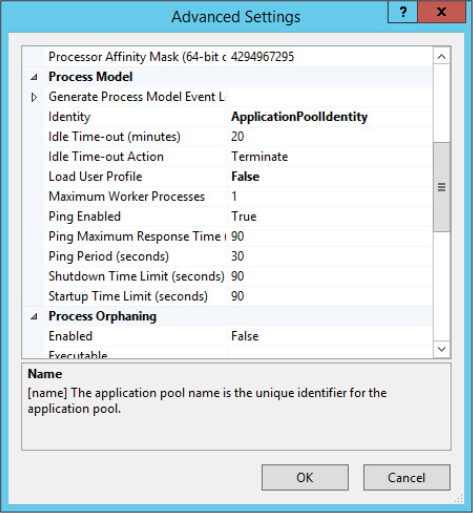 Advanced Settings
? x
Processor Affinity Mask (64-bit c 4294967295
Process Model
Generate Process Model Event L
Identity ApplicationPoolIdentity
Idle Time-out (minutes) 20
Idle Time-out Action Terminate
Load User Profile False
Maximum Worker Processes 1
Ping Enabled True
Ping Maximum Response Time ( 90
Ping Period (seconds) 30
Shutdown Time Limit (seconds) 90
Startup Time Limit (seconds) 90
Process Orphaning
Enabled False
Executable
Name
[name] The application pool name is the unique identifier for the
application pool.
OK Cancel